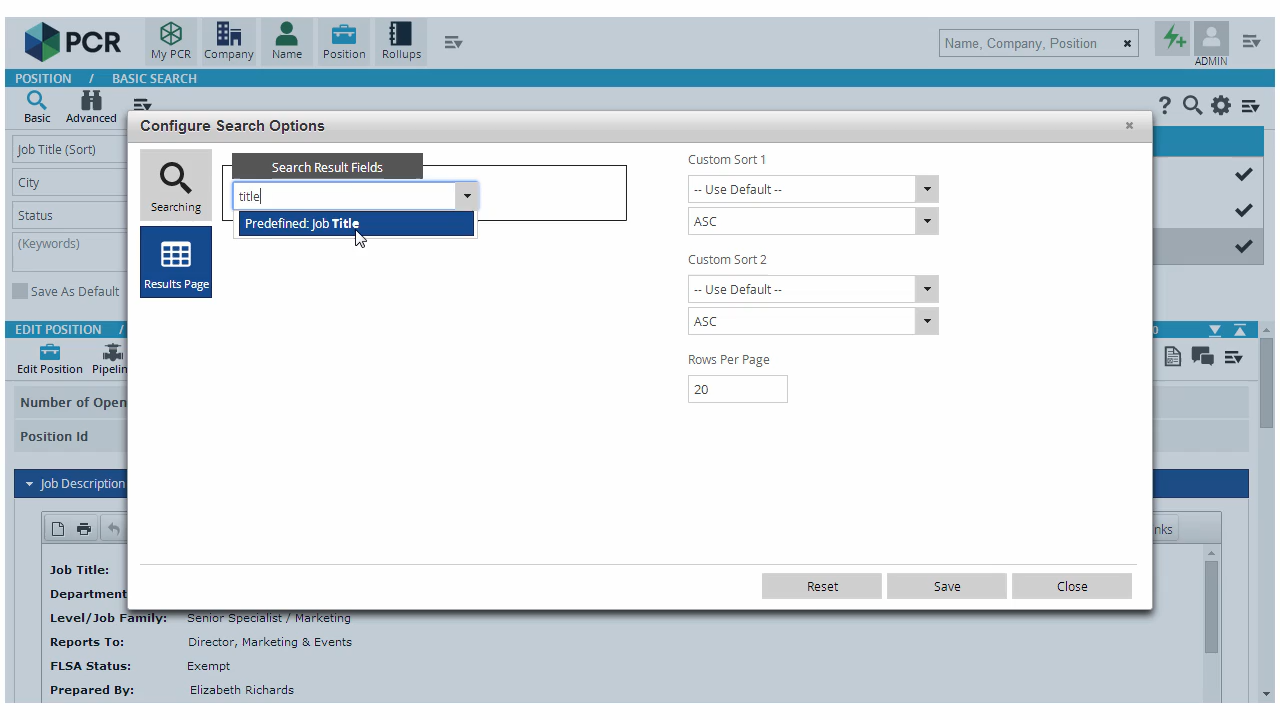 PCR
My PCR
Company
Name
Position
Rollups
Name, Company, Position
ADMIN
POSITION / BASIC SEARCH
Basic
Advanced
Configure Search Options
Job Title (Sort)
City
Status
(Keywords)
Save As Default
Searching
Results Page
Search Result Fields
title
Predefined: Job Title
Custom Sort 1
-- Use Default --
ASC
Custom Sort 2
-- Use Default --
ASC
Rows Per Page
20
Reset
Save
Close
EDIT POSITION /
Edit Position
Number of Open
Position Id
Job Description
Job Title:
Department
Level/Job Family: Senior Specialist / Marketing
Reports To: Director, Marketing & Events
FLSA Status: Exempt
Prepared By: Elizabeth Richards